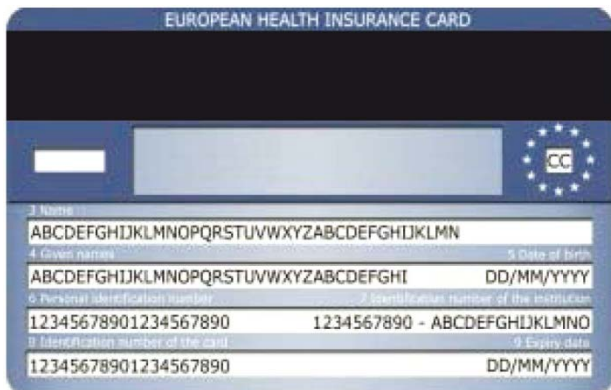 EUROPEAN HEALTH INSURANCE CARD
CC
3 Name
ABCDEFGHIJKLMNOPQRSTUVWXYZABCDEFGHIJKLMN
4 Given names 5 Date of birth
ABCDEFGHIJKLMNOPQRSTUVWXYZABCDEFGHI DD/MM/YYYY
6 Personal identification number 7 Identification number of the institution
12345678901234567890 1234567890 - ABCDEFGHIJKLMNO
8 Identification number of the card 9 Expiry date
12345678901234567890 DD/MM/YYYY